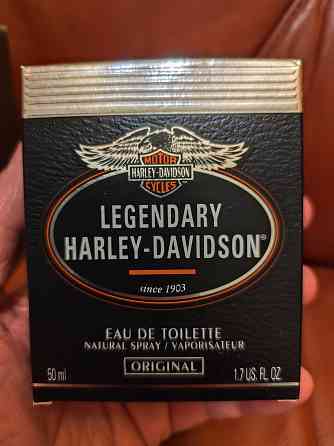 MOTOR
HARLEY-DAVIDSON
CYCLES
LEGENDARY
HARLEY-DAVIDSON®
since 1903
EAU DE TOILETTE
NATURAL SPRAY / VAPORISATEUR
ORIGINAL
50 ml 1.7 US. FL. OZ.